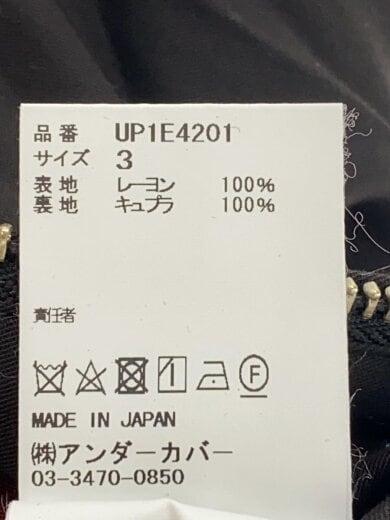 品番 UP1E4201
サイズ 3
表地 レーヨン 100%
裏地 キュプラ 100%
責任者
F
MADE IN JAPAN
㈱アンダーカバー
03-3470-0850